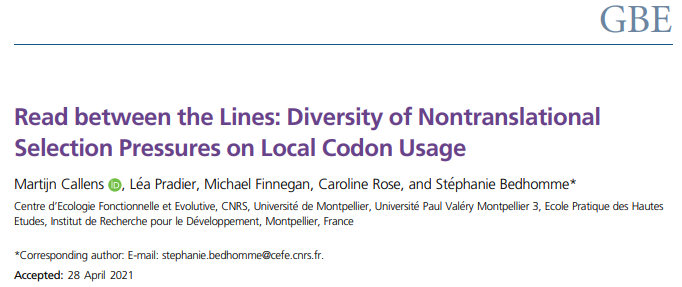 GBE
Read between the Lines: Diversity of Nontranslational
Selection Pressures on Local Codon Usage
Martijn Callens iD, Léa Pradier, Michael Finnegan, Caroline Rose, and Stéphanie Bedhomme*
Centre d'Ecologie Fonctionnelle et Evolutive, CNRS, Université de Montpellier, Université Paul Valéry Montpellier 3, Ecole Pratique des Hautes
Etudes, Institut de Recherche pour le Développement, Montpellier, France
*Corresponding author: E-mail: stephanie.bedhomme@cefe.cnrs.fr.
Accepted: 28 April 2021